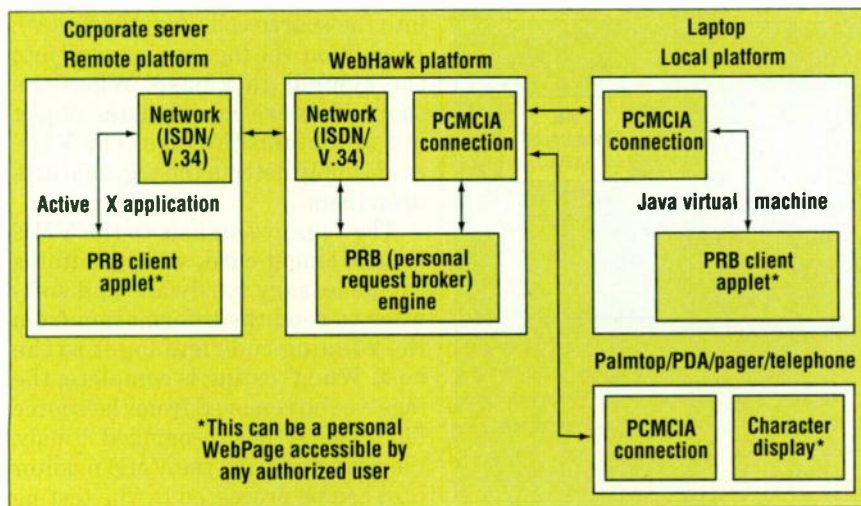 Corporate server
Remote platform
WebHawk platform
Laptop
Local platform
Network
(ISDN/
V.34)
Network
(ISDN/
V.34)
PCMCIA
connection
PCMCIA
connection
Active X application
Java virtual machine
PRB client
applet*
PRB (personal
request broker)
engine
PRB client
applet*
Palmtop/PDA/pager/telephone
*This can be a personal
WebPage accessible by
any authorized user
PCMCIA
connection
Character
display*